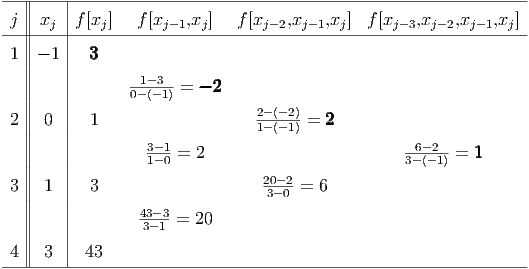 j x_j f[x_j] f[x_{j−1},x_j] f[x_{j−2},x_{j−1},x_j] f[x_{j−3},x_{j−2},x_{j−1},x_j]
1 −1 3
\frac{1−3}{0−(−1)} = −2
2 0 1 \frac{2−(−2)}{1−(−1)} = 2
\frac{3−1}{1−0} = 2 \frac{6−2}{3−(−1)} = 1
3 1 3 \frac{20−2}{3−0} = 6
\frac{43−3}{3−1} = 20
4 3 43